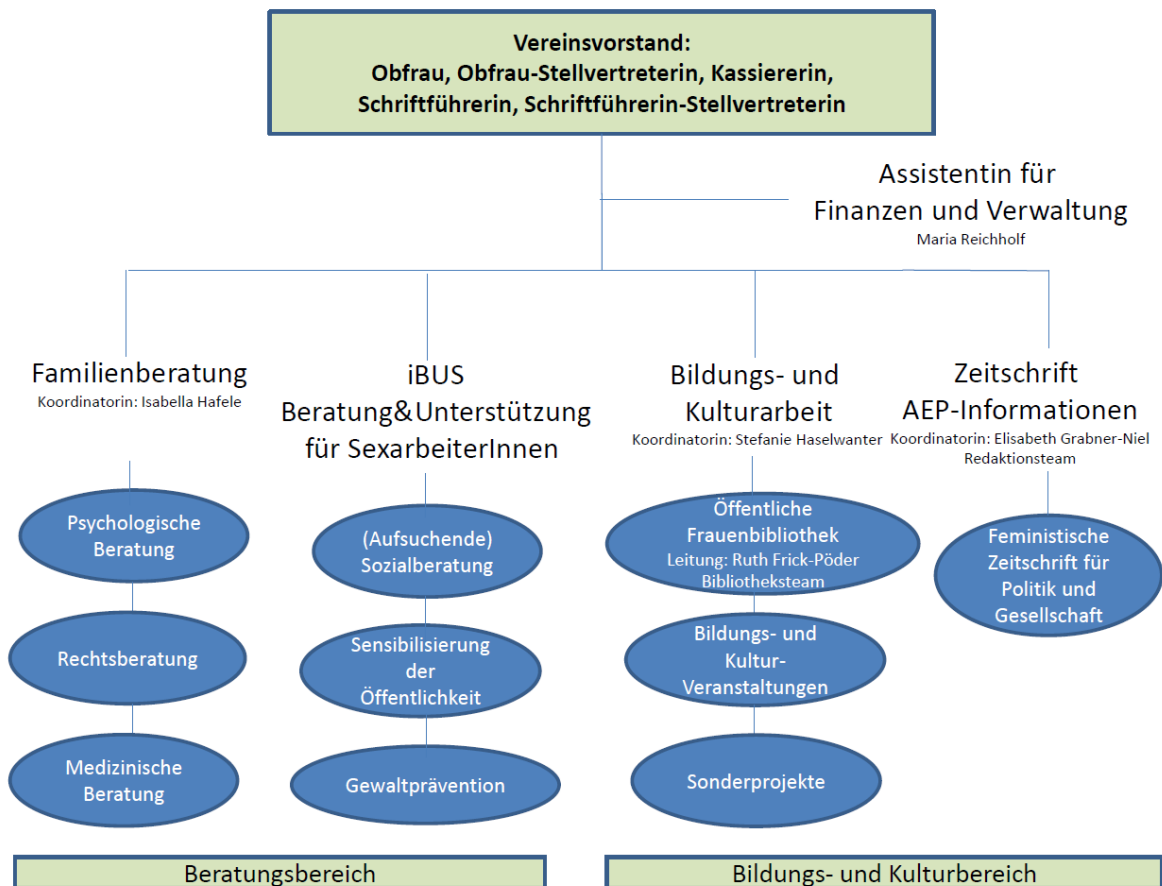 Vereinsvorstand:
Obfrau, Obfrau-Stellvertreterin, Kassiererin,
Schriftführerin, Schriftführerin-Stellvertreterin
Assistentin für
Finanzen und Verwaltung
Maria Reichholf
Familienberatung
Koordinatorin: Isabella Hafele
Psychologische
Beratung
Rechtsberatung
Medizinische
Beratung
iBUS
Beratung&Unterstützung
für SexarbeiterInnen
(Aufsuchende)
Sozialberatung
Sensibilisierung
der
Öffentlichkeit
Gewaltprävention
Bildungs- und
Kulturarbeit
Koordinatorin: Stefanie Haselwanter
Öffentliche
Frauenbibliothek
Leitung: Ruth Frick-Pöder
Bibliotheksteam
Bildungs- und
Kultur-
Veranstaltungen
Sonderprojekte
Zeitschrift
AEP-Informationen
Koordinatorin: Elisabeth Grabner-Niel
Redaktionsteam
Feministische
Zeitschrift für
Politik und
Gesellschaft
Beratungsbereich
Bildungs- und Kulturbereich